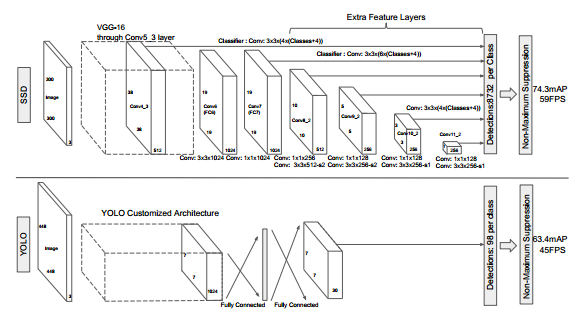 Extra Feature Layers
VGG-16
through Conv5_3 layer
Classifier : Conv: 3x3x(4x(Classes+4))
Classifier : Conv: 3x3x(6x(Classes+4))
Conv: 3x3x(4x(Classes+4))
SSD
300
Image
300
3
38
Conv4_3
38
512
19
Conv6
(FC6)
19
1024
19
Conv7
(FC7)
19
1024
10
Conv8_2
10
512
5
Conv9_2
5
256
3
Conv10_2
3
256
Conv11_2
1
256
Conv: 3x3x1024
Conv: 1x1x1024
Conv: 1x1x256
Conv: 3x3x512-s2
Conv: 1x1x128
Conv: 3x3x256-s2
Conv: 1x1x128
Conv: 3x3x256-s1
Conv: 1x1x128
Conv: 3x3x256-s1
Detections:8732 per Class
Non-Maximum Suppression
74.3mAP
59FPS
YOLO Customized Architecture
YOLO
448
Image
448
3
7
7
1024
Fully Connected
Fully Connected
7
7
30
Detections: 98 per class
Non-Maximum Suppression
63.4mAP
45FPS